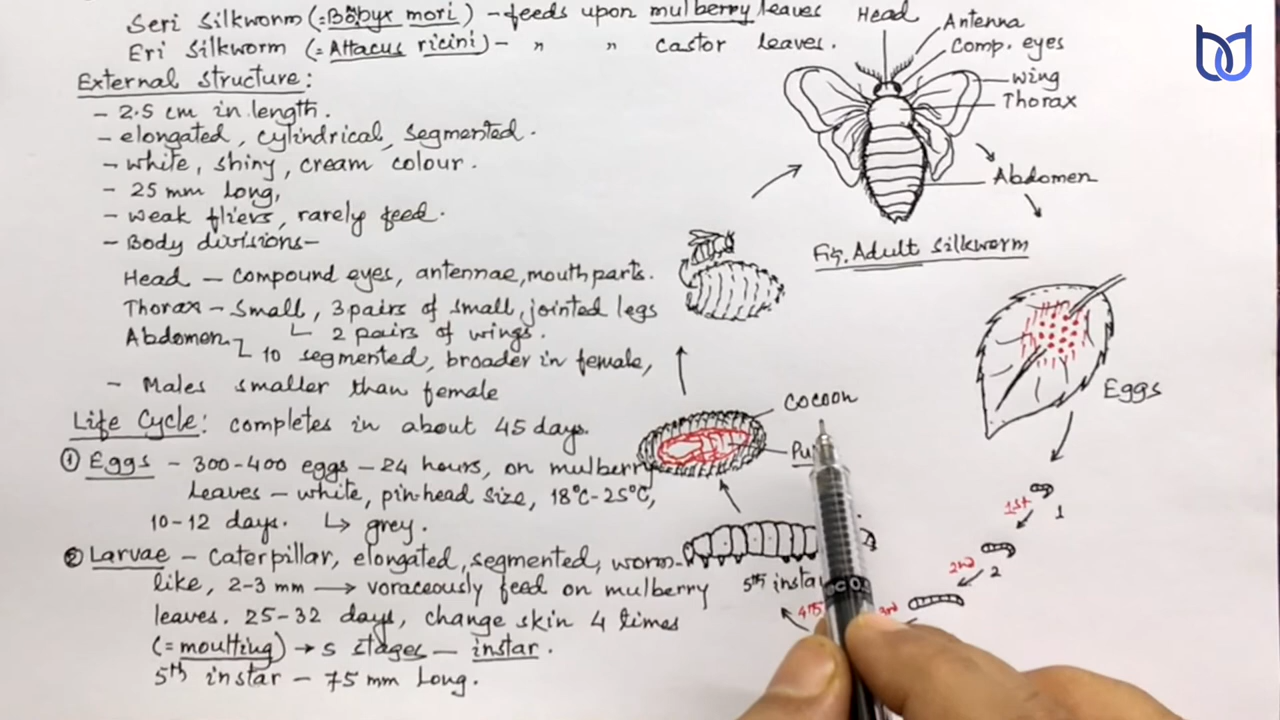 Seri Silkworm (=Bobyx mori) - feeds upon mulberry leaves
Eri Silkworm (= Attacus ricini) - " " castor leaves.
External structure:
- 2.5 cm in length.
- elongated, cylindrical, segmented.
- white, shiny, cream colour.
- 25 mm long,
- weak fliers, rarely feed.
- Body divisions-
Head - compound eyes, antennae, mouth parts.
Thorax - small, 3 pairs of small, jointed legs
2 pairs of wings.
Abdomen
10 segmented, broader in female,
- Males smaller than female
Life Cycle: completes in about 45 days.
① Eggs - 300-400 eggs - 24 hours, on mulberry
leaves - white, pin-head size, 18°C-25°C,
10-12 days. ↳ grey.
② Larvae - caterpillar, elongated, segmented, worm-
like, 2-3 mm → voraciously feed on mulberry
leaves. 25-32 days, change skin 4 times
(= moulting) → 5 stages - instar.
5th instar - 75 mm long.
Head
Antenna
Comp. eyes
wing
Thorax
Abdomen
Fig. Adult silkworm
Eggs
1st
1
2nd
2
3rd
4th
5th instar
Cocoon